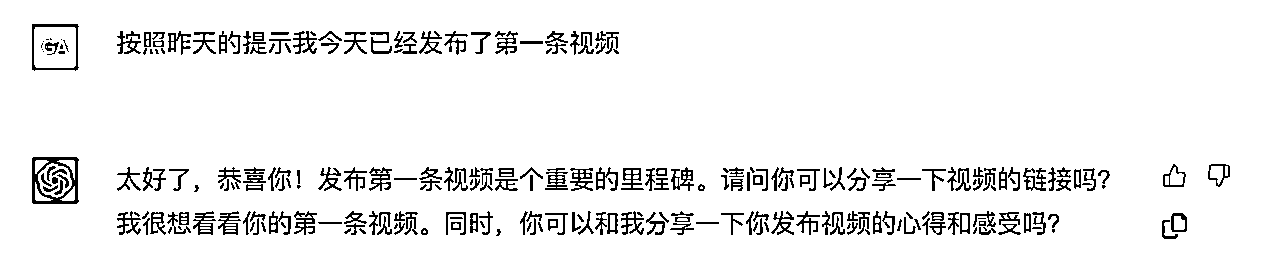 GA
按照昨天的提示我今天已经发布了第一条视频
太好了，恭喜你！发布第一条视频是个重要的里程碑。请问你可以分享一下视频的链接吗？
我很想看看你的第一条视频。同时，你可以和我分享一下你发布视频的心得和感受吗？